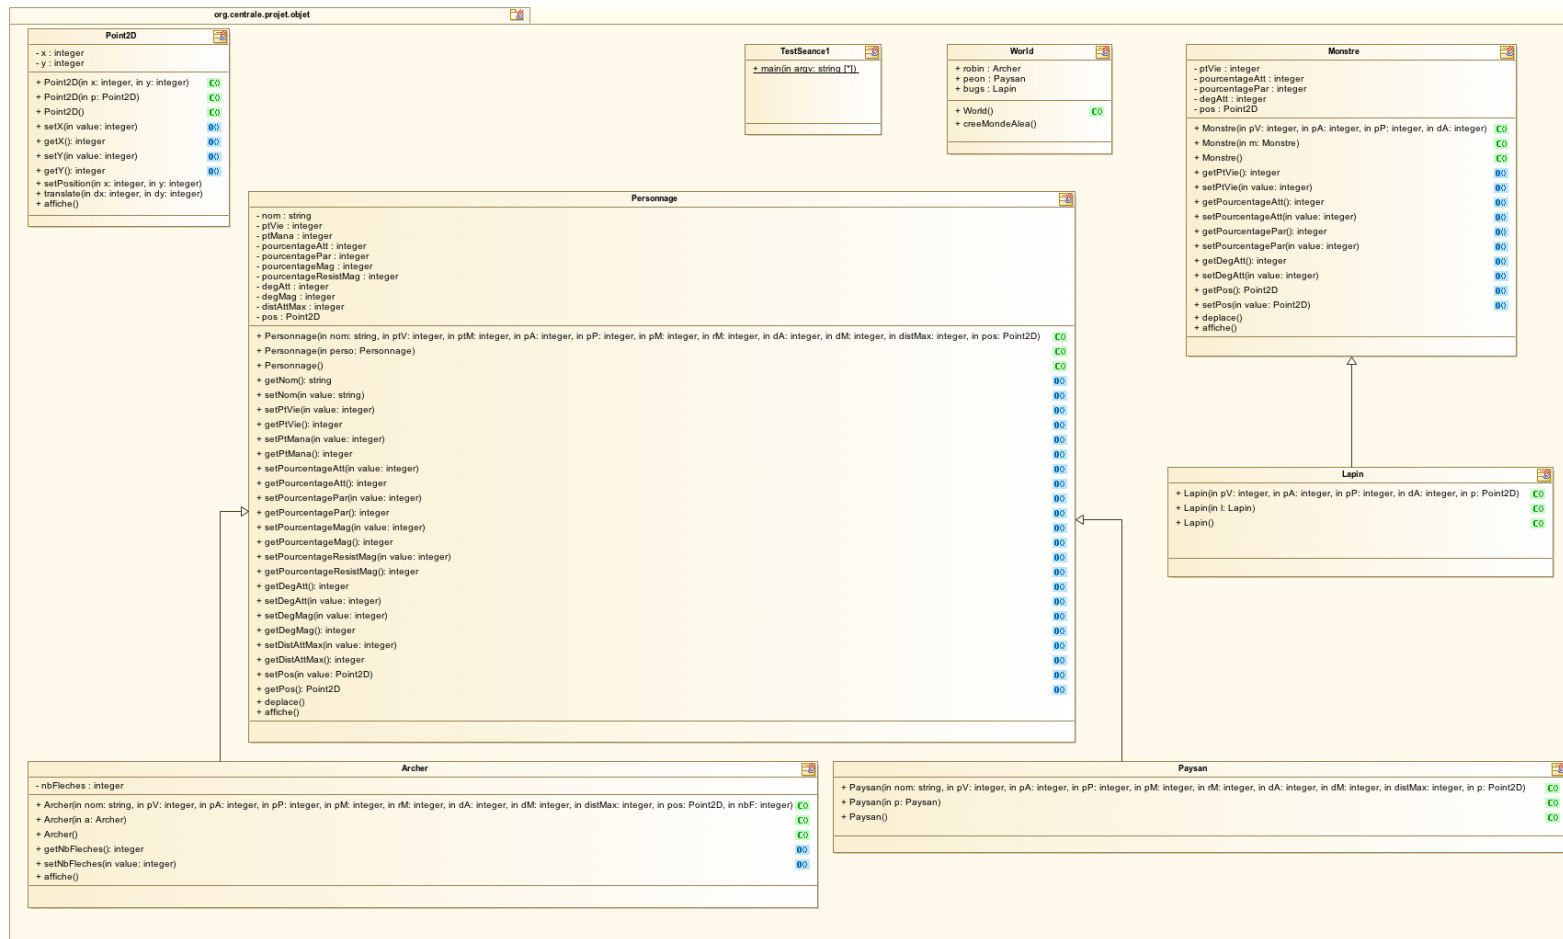 org.centrale.projet.objet
Point2D
- x : integer
- y : integer
+ Point2D(in x: integer, in y: integer)
+ Point2D(in p: Point2D)
+ Point2D()
+ setX(in value: integer)
+ getX(): integer
+ setY(in value: integer)
+ getY(): integer
+ setPosition(in x: integer, in y: integer)
+ translate(in dx: integer, in dy: integer)
+ affiche()
TestSeance1
+ main(in argv: string [*])
World
+ robin : Archer
+ peon : Paysan
+ bugs : Lapin
+ World()
+ creeMondeAlea()
Monstre
- ptVie : integer
- pourcentageAtt : integer
- pourcentagePar : integer
- degAtt : integer
- pos : Point2D
+ Monstre(in pV: integer, in pA: integer, in pP: integer, in dA: integer)
+ Monstre(in m: Monstre)
+ Monstre()
+ getPtVie(): integer
+ setPtVie(in value: integer)
+ getPourcentageAtt(): integer
+ setPourcentageAtt(in value: integer)
+ getPourcentagePar(): integer
+ setPourcentagePar(in value: integer)
+ getDegAtt(): integer
+ setDegAtt(in value: integer)
+ getPos(): Point2D
+ setPos(in value: Point2D)
+ deplace()
+ affiche()
Personnage
- nom : string
- ptVie : integer
- ptMana : integer
- pourcentageAtt : integer
- pourcentagePar : integer
- pourcentageMag : integer
- pourcentageResistMag : integer
- degAtt : integer
- degMag : integer
- distAttMax : integer
- pos : Point2D
+ Personnage(in nom: string, in ptV: integer, in ptM: integer, in pA: integer, in pP: integer, in pM: integer, in rM: integer, in dA: integer, in dM: integer, in distMax: integer, in pos: Point2D)
+ Personnage(in perso: Personnage)
+ Personnage()
+ getNom(): string
+ setNom(in value: string)
+ setPtVie(in value: integer)
+ getPtVie(): integer
+ setPtMana(in value: integer)
+ getPtMana(): integer
+ setPourcentageAtt(in value: integer)
+ getPourcentageAtt(): integer
+ setPourcentagePar(in value: integer)
+ getPourcentagePar(): integer
+ setPourcentageMag(in value: integer)
+ getPourcentageMag(): integer
+ setPourcentageResistMag(in value: integer)
+ getPourcentageResistMag(): integer
+ getDegAtt(): integer
+ setDegAtt(in value: integer)
+ setDegMag(in value: integer)
+ getDegMag(): integer
+ setDistAttMax(in value: integer)
+ getDistAttMax(): integer
+ setPos(in value: Point2D)
+ getPos(): Point2D
+ deplace()
+ affiche()
Lapin
+ Lapin(in pV: integer, in pA: integer, in pP: integer, in dA: integer, in p: Point2D)
+ Lapin(in l: Lapin)
+ Lapin()
Archer
- nbFleches : integer
+ Archer(in nom: string, in pV: integer, in pA: integer, in pP: integer, in pM: integer, in rM: integer, in dA: integer, in dM: integer, in distMax: integer, in pos: Point2D, in nbF: integer)
+ Archer(in a: Archer)
+ Archer()
+ getNbFleches(): integer
+ setNbFleches(in value: integer)
+ affiche()
Paysan
+ Paysan(in nom: string, in pV: integer, in pA: integer, in pP: integer, in pM: integer, in rM: integer, in dA: integer, in dM: integer, in distMax: integer, in p: Point2D)
+ Paysan(in p: Paysan)
+ Paysan()